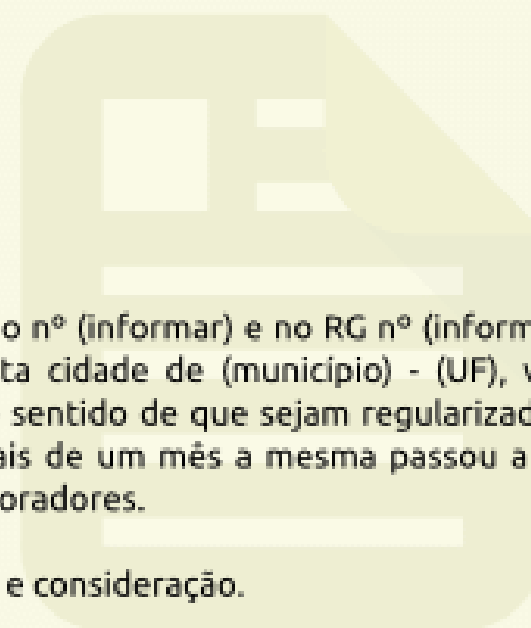 o nº (informar) e no RG nº (inform
ta cidade de (município) - (UF), v
sentido de que sejam regularizad
ais de um mês a mesma passou a
oradores.
e consideração.